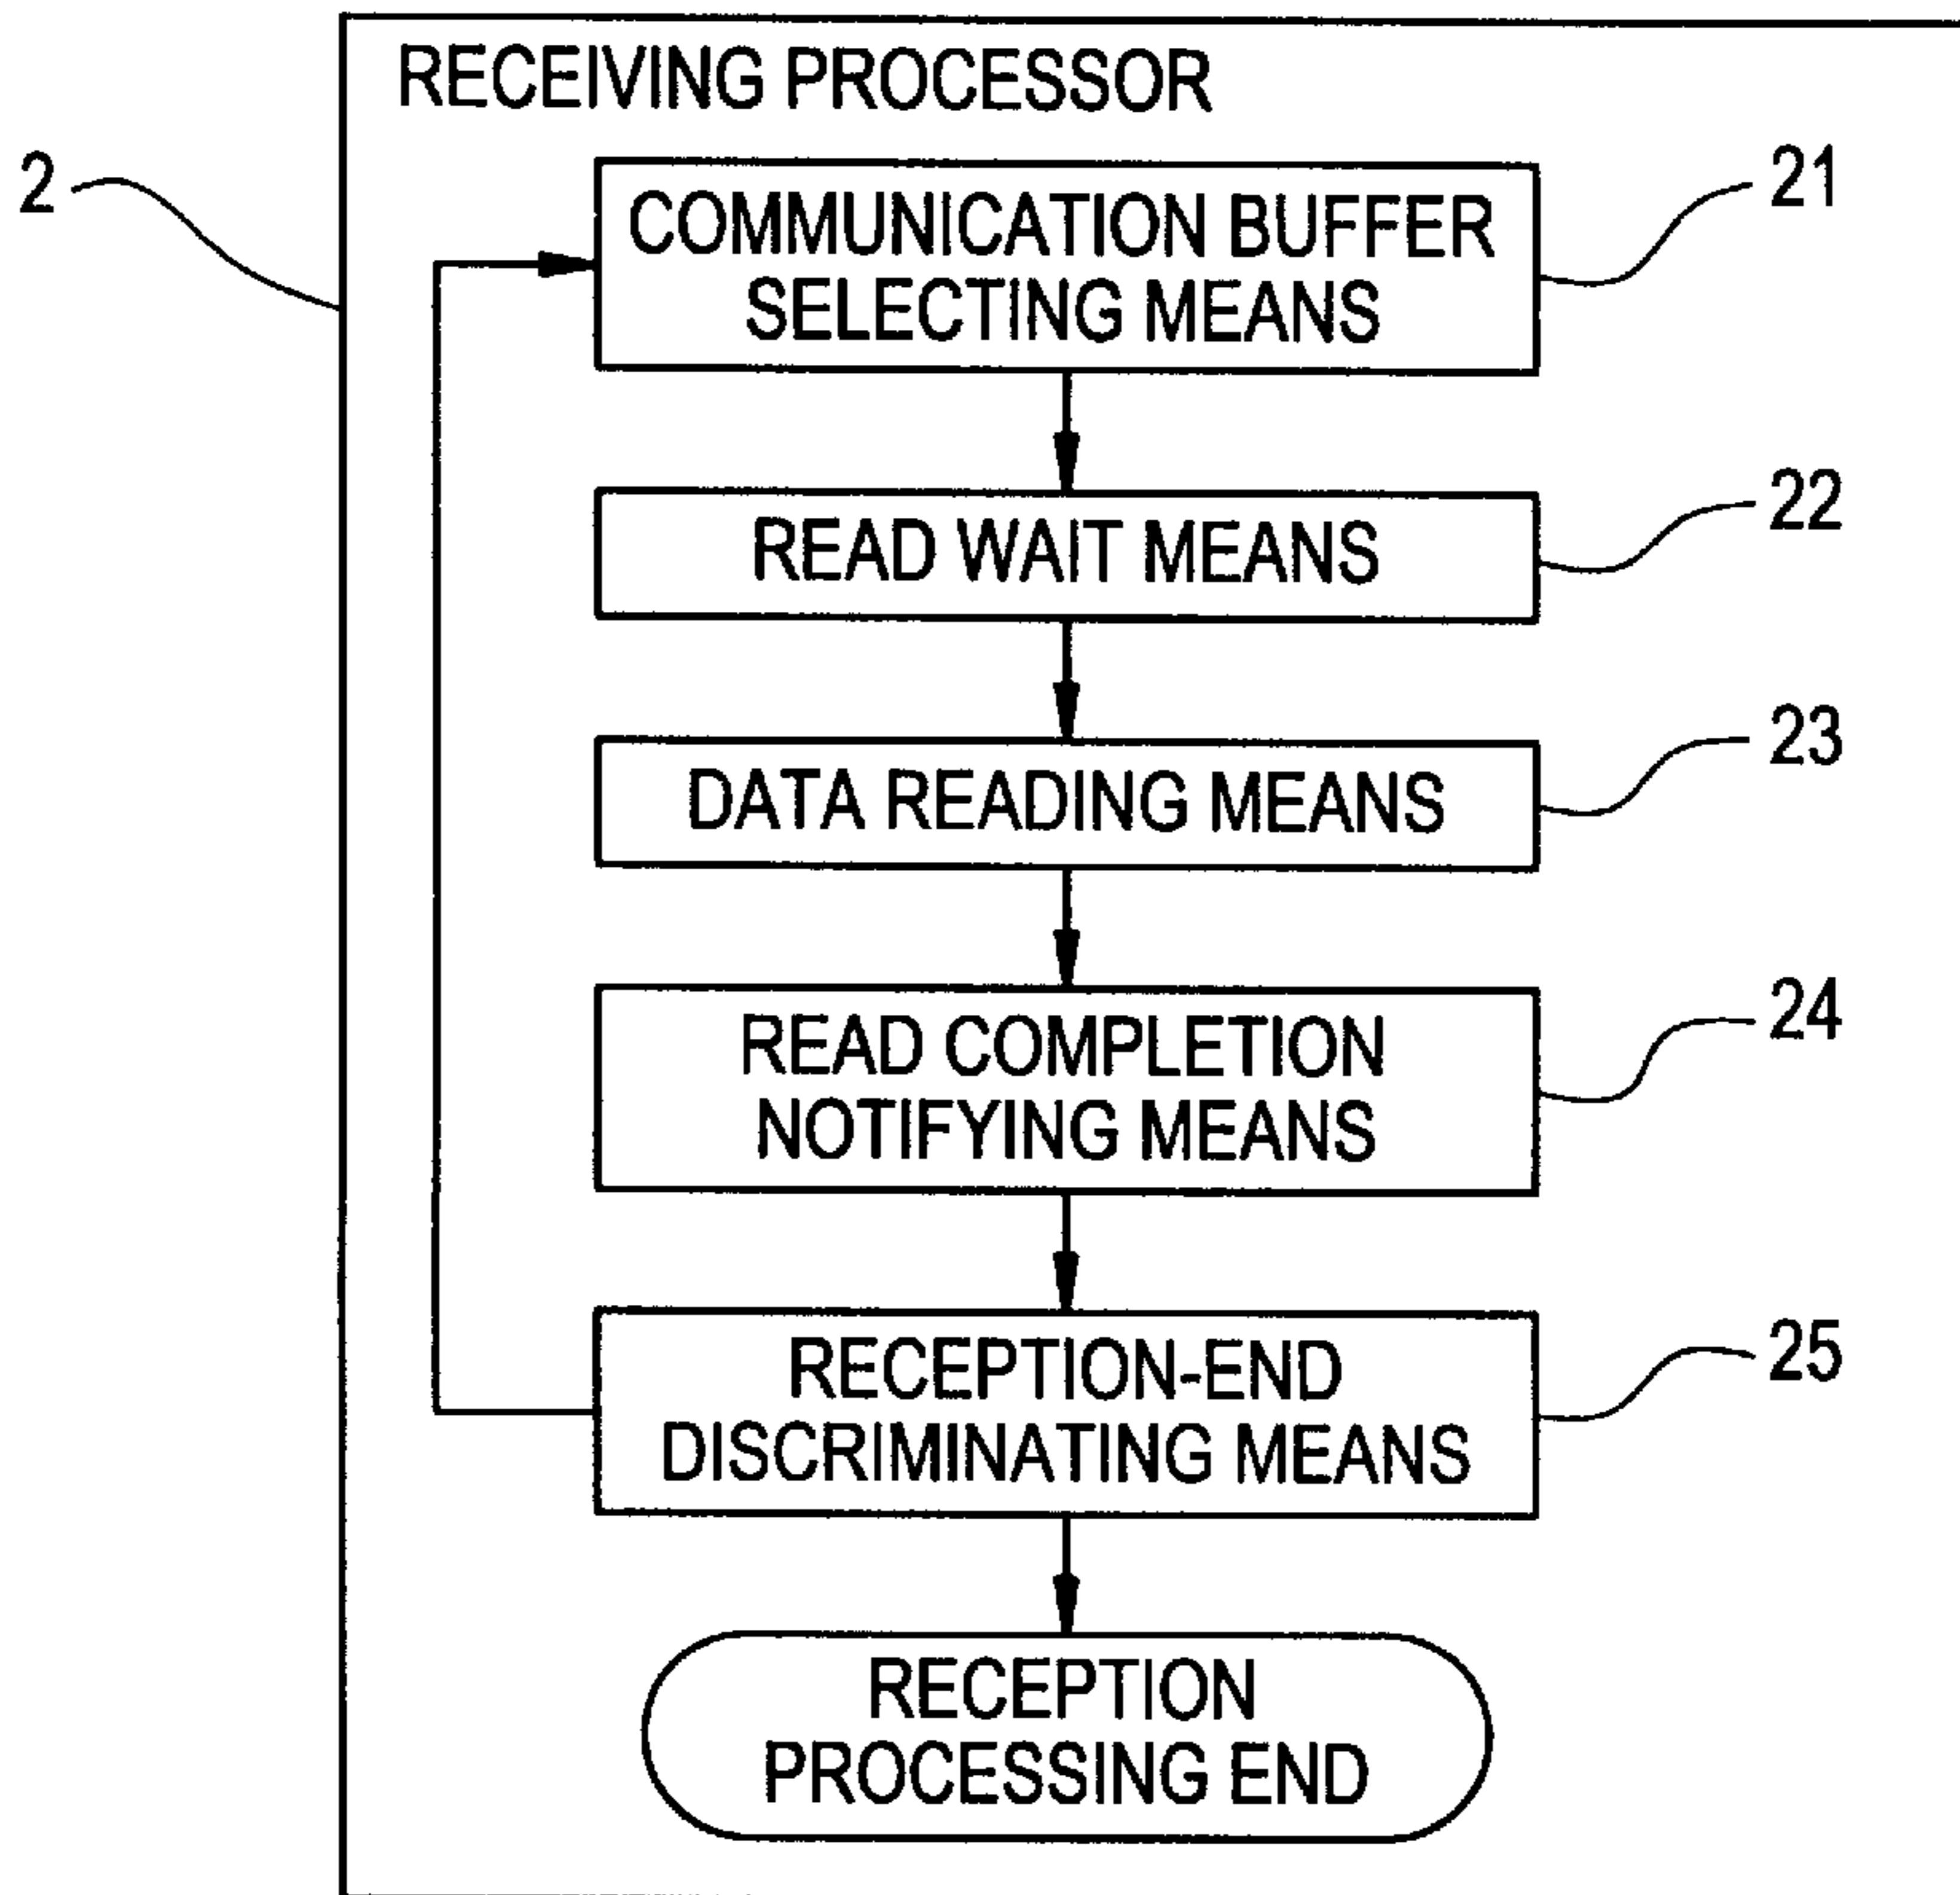 RECEIVING PROCESSOR
2
COMMUNICATION BUFFER
SELECTING MEANS
21
READ WAIT MEANS
22
DATA READING MEANS
23
READ COMPLETION
NOTIFYING MEANS
24
RECEPTION-END
DISCRIMINATING MEANS
25
RECEPTION
PROCESSING END